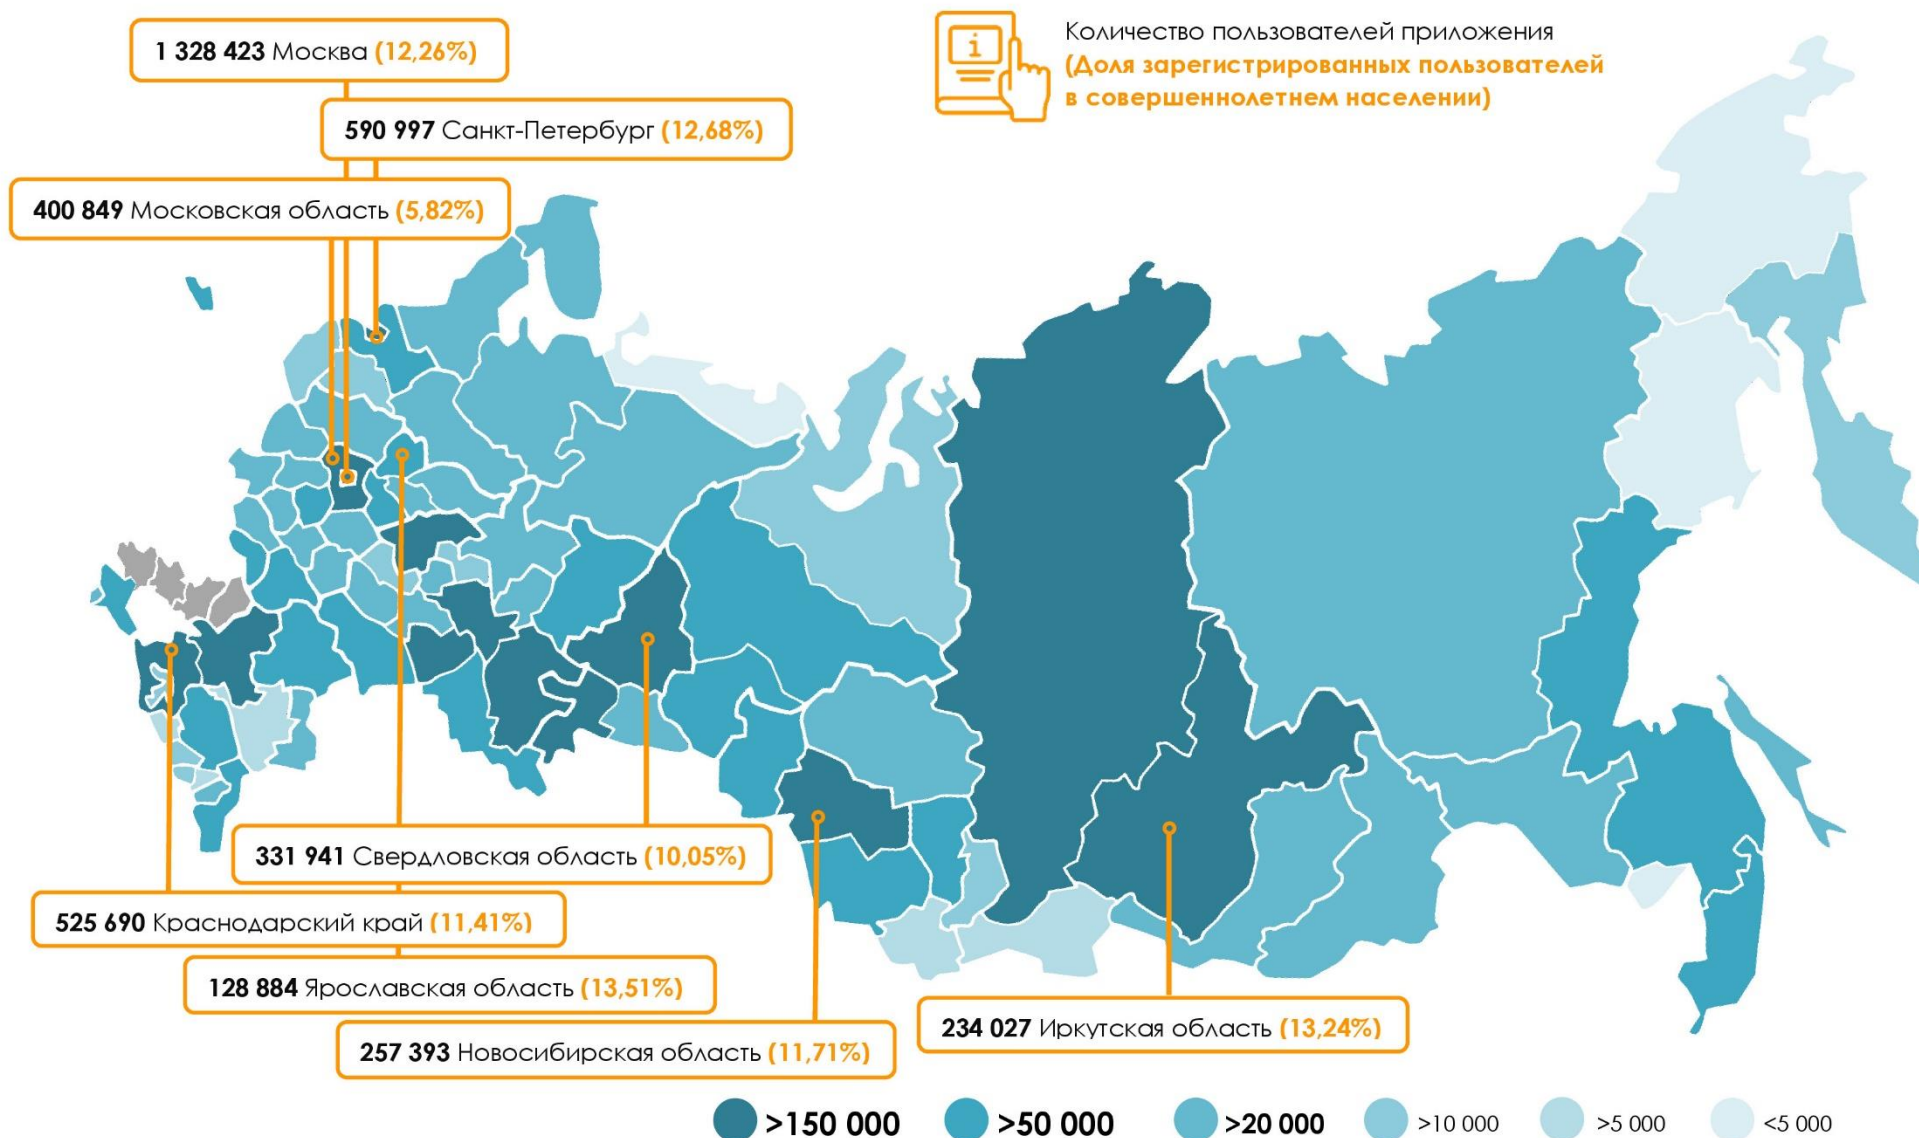 Количество пользователей приложения
(Доля зарегистрированных пользователей
в совершеннолетнем населении)
1 328 423 Москва (12,26%)
590 997 Санкт-Петербург (12,68%)
400 849 Московская область (5,82%)
331 941 Свердловская область (10,05%)
525 690 Краснодарский край (11,41%)
128 884 Ярославская область (13,51%)
257 393 Новосибирская область (11,71%)
234 027 Иркутская область (13,24%)
>150 000 >50 000 >20 000 >10 000 >5 000 <5 000